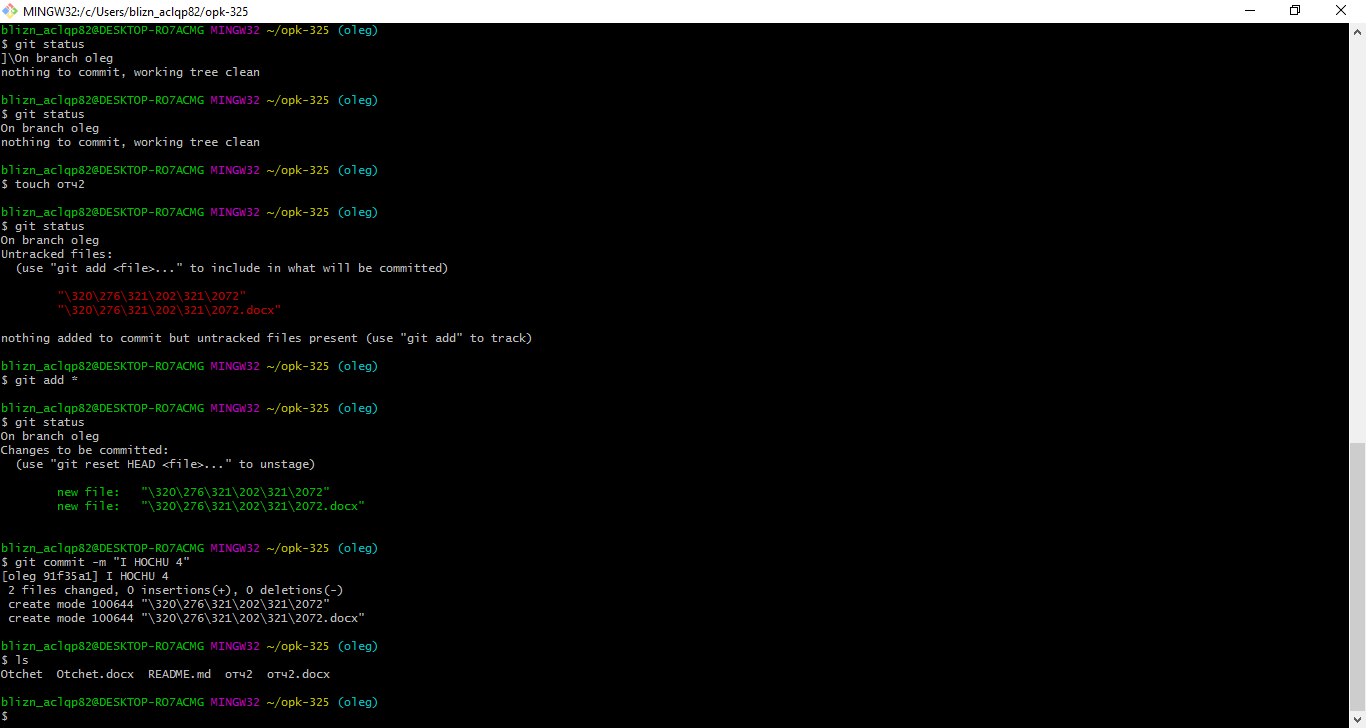 MINGW32:/c/Users/blizn_aclqp82/opk-325
blizn_aclqp82@DESKTOP-RO7ACMG MINGW32 ~/opk-325 (oleg)
$ git status
]\On branch oleg
nothing to commit, working tree clean
blizn_aclqp82@DESKTOP-RO7ACMG MINGW32 ~/opk-325 (oleg)
$ git status
On branch oleg
nothing to commit, working tree clean
blizn_aclqp82@DESKTOP-RO7ACMG MINGW32 ~/opk-325 (oleg)
$ touch отч2
blizn_aclqp82@DESKTOP-RO7ACMG MINGW32 ~/opk-325 (oleg)
$ git status
On branch oleg
Untracked files:
  (use "git add <file>..." to include in what will be committed)
        "\320\276\321\202\321\2072"
        "\320\276\321\202\321\2072.docx"
nothing added to commit but untracked files present (use "git add" to track)
blizn_aclqp82@DESKTOP-RO7ACMG MINGW32 ~/opk-325 (oleg)
$ git add *
blizn_aclqp82@DESKTOP-RO7ACMG MINGW32 ~/opk-325 (oleg)
$ git status
On branch oleg
Changes to be committed:
  (use "git reset HEAD <file>..." to unstage)
        new file:   "\320\276\321\202\321\2072"
        new file:   "\320\276\321\202\321\2072.docx"
blizn_aclqp82@DESKTOP-RO7ACMG MINGW32 ~/opk-325 (oleg)
$ git commit -m "I HOCHU 4"
[oleg 91f35a1] I HOCHU 4
 2 files changed, 0 insertions(+), 0 deletions(-)
 create mode 100644 "\320\276\321\202\321\2072"
 create mode 100644 "\320\276\321\202\321\2072.docx"
blizn_aclqp82@DESKTOP-RO7ACMG MINGW32 ~/opk-325 (oleg)
$ ls
Otchet  Otchet.docx  README.md  отч2  отч2.docx
blizn_aclqp82@DESKTOP-RO7ACMG MINGW32 ~/opk-325 (oleg)
$